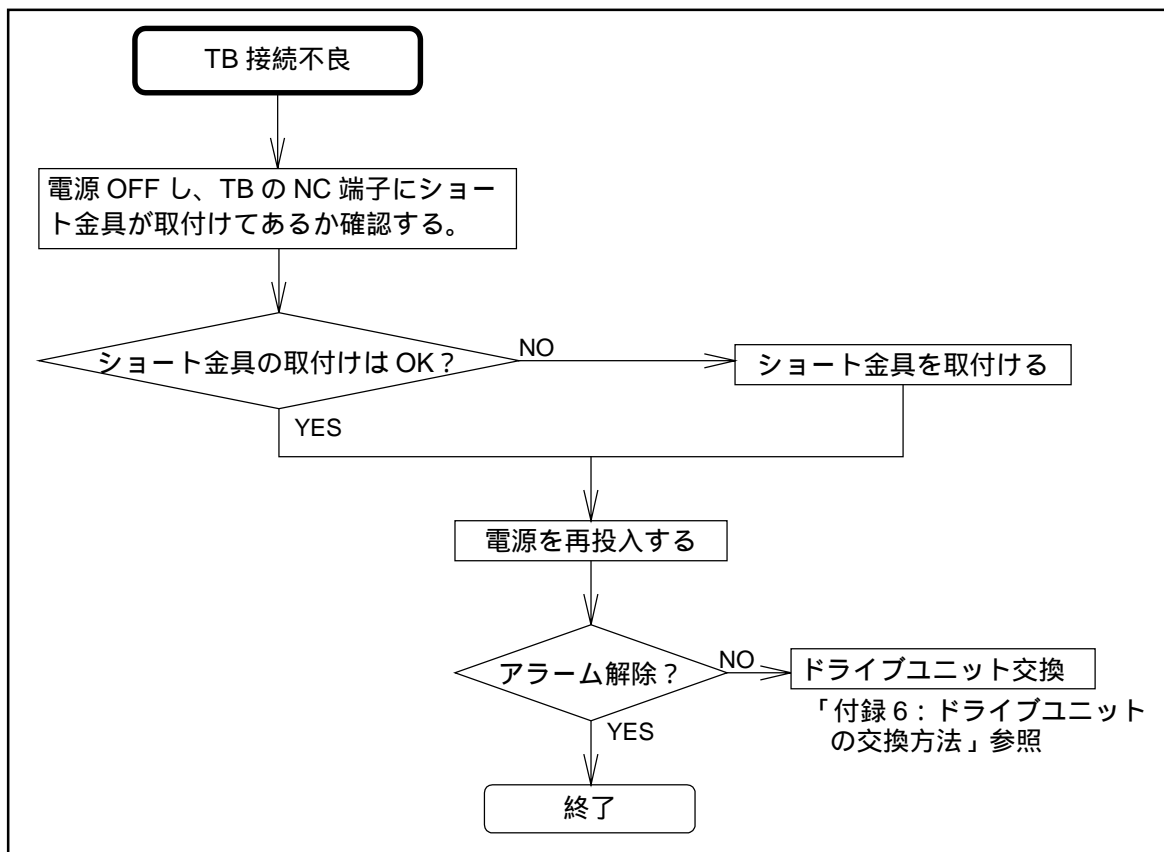 TB 接続不良
電源 OFF し、TB の NC 端子にショー
ト金具が取付けてあるか確認する。
ショート金具の取付けは OK？
NO
ショート金具を取付ける
YES
電源を再投入する
アラーム解除？
NO
ドライブユニット交換
「付録 6：ドライブユニット
の交換方法」参照
YES
終了